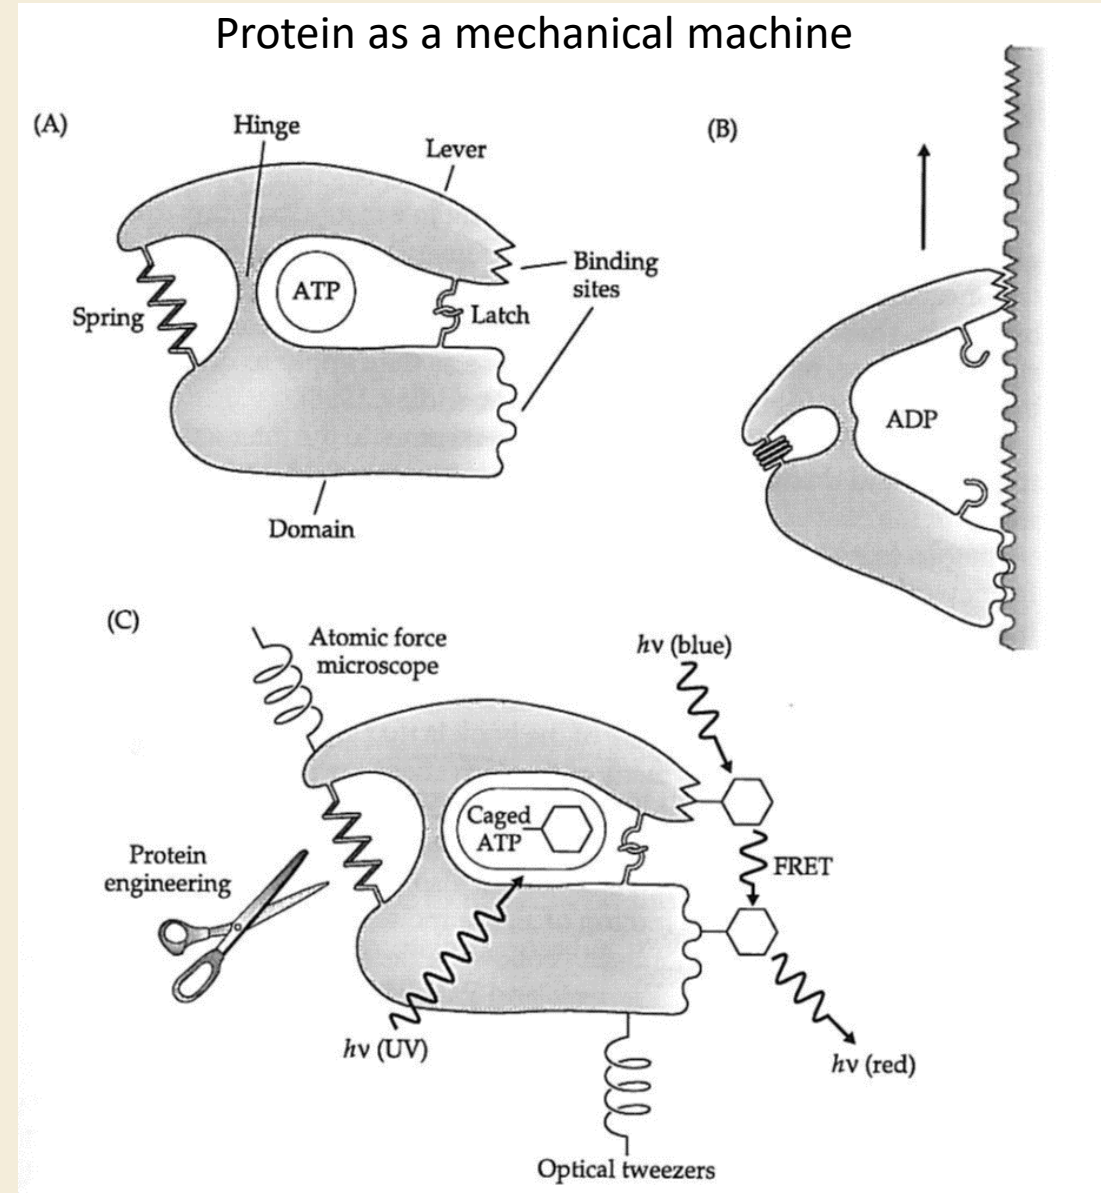 Protein as a mechanical machine
(A)
Hinge
Lever
ATP
Binding
sites
Spring
Latch
Domain
(B)
ADP
(C)
Atomic force
microscope
hν (blue)
Caged
ATP
Protein
engineering
FRET
hν (UV)
hν (red)
Optical tweezers